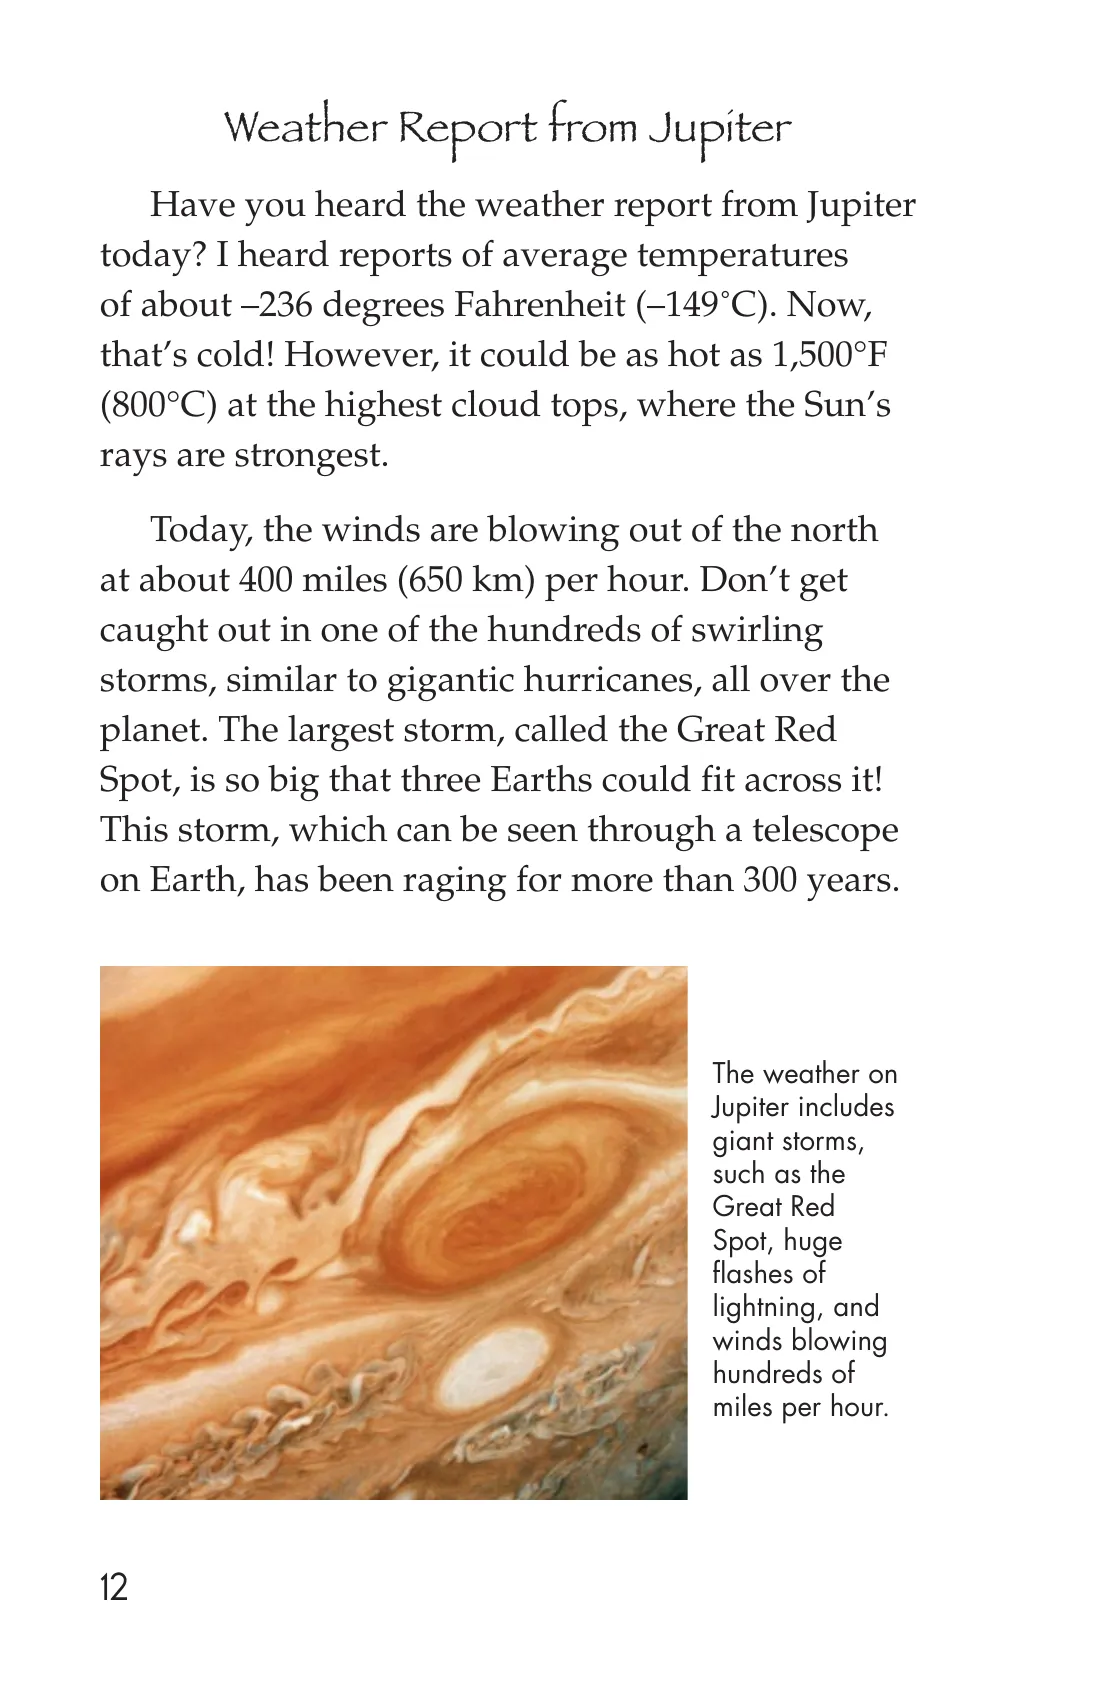 Weather Report from Jupiter
Have you heard the weather report from Jupiter
today? I heard reports of average temperatures
of about –236 degrees Fahrenheit (–149˚C). Now,
that’s cold! However, it could be as hot as 1,500°F
(800°C) at the highest cloud tops, where the Sun’s
rays are strongest.
Today, the winds are blowing out of the north
at about 400 miles (650 km) per hour. Don’t get
caught out in one of the hundreds of swirling
storms, similar to gigantic hurricanes, all over the
planet. The largest storm, called the Great Red
Spot, is so big that three Earths could fit across it!
This storm, which can be seen through a telescope
on Earth, has been raging for more than 300 years.
The weather on
Jupiter includes
giant storms,
such as the
Great Red
Spot, huge
flashes of
lightning, and
winds blowing
hundreds of
miles per hour.
12